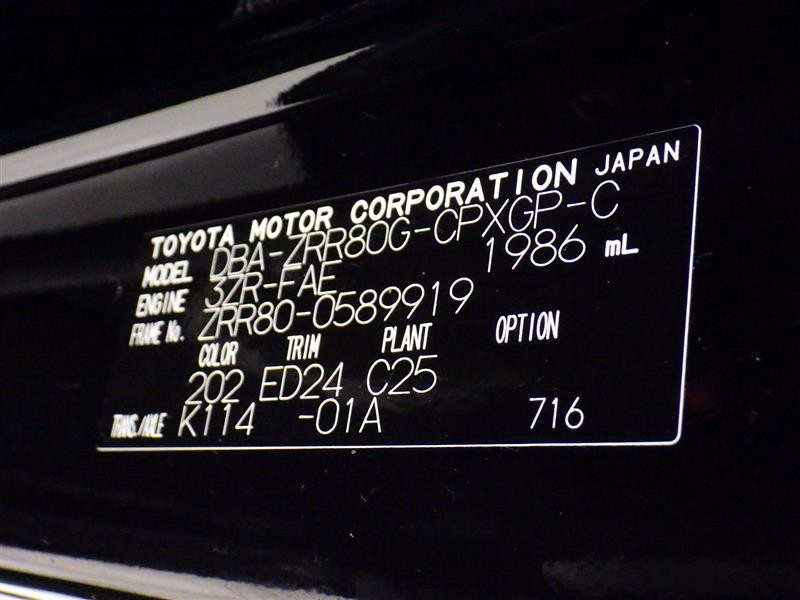 TOYOTA MOTOR CORPORATION JAPAN
MODEL DBA-ZRR80G-CPXGP-C
ENGINE 3ZR-FAE 1986 mL
FRAME No. ZRR80-0589919
COLOR TRIM PLANT OPTION
202 ED24 C25
TRANS./AXLE K114 -01A 716